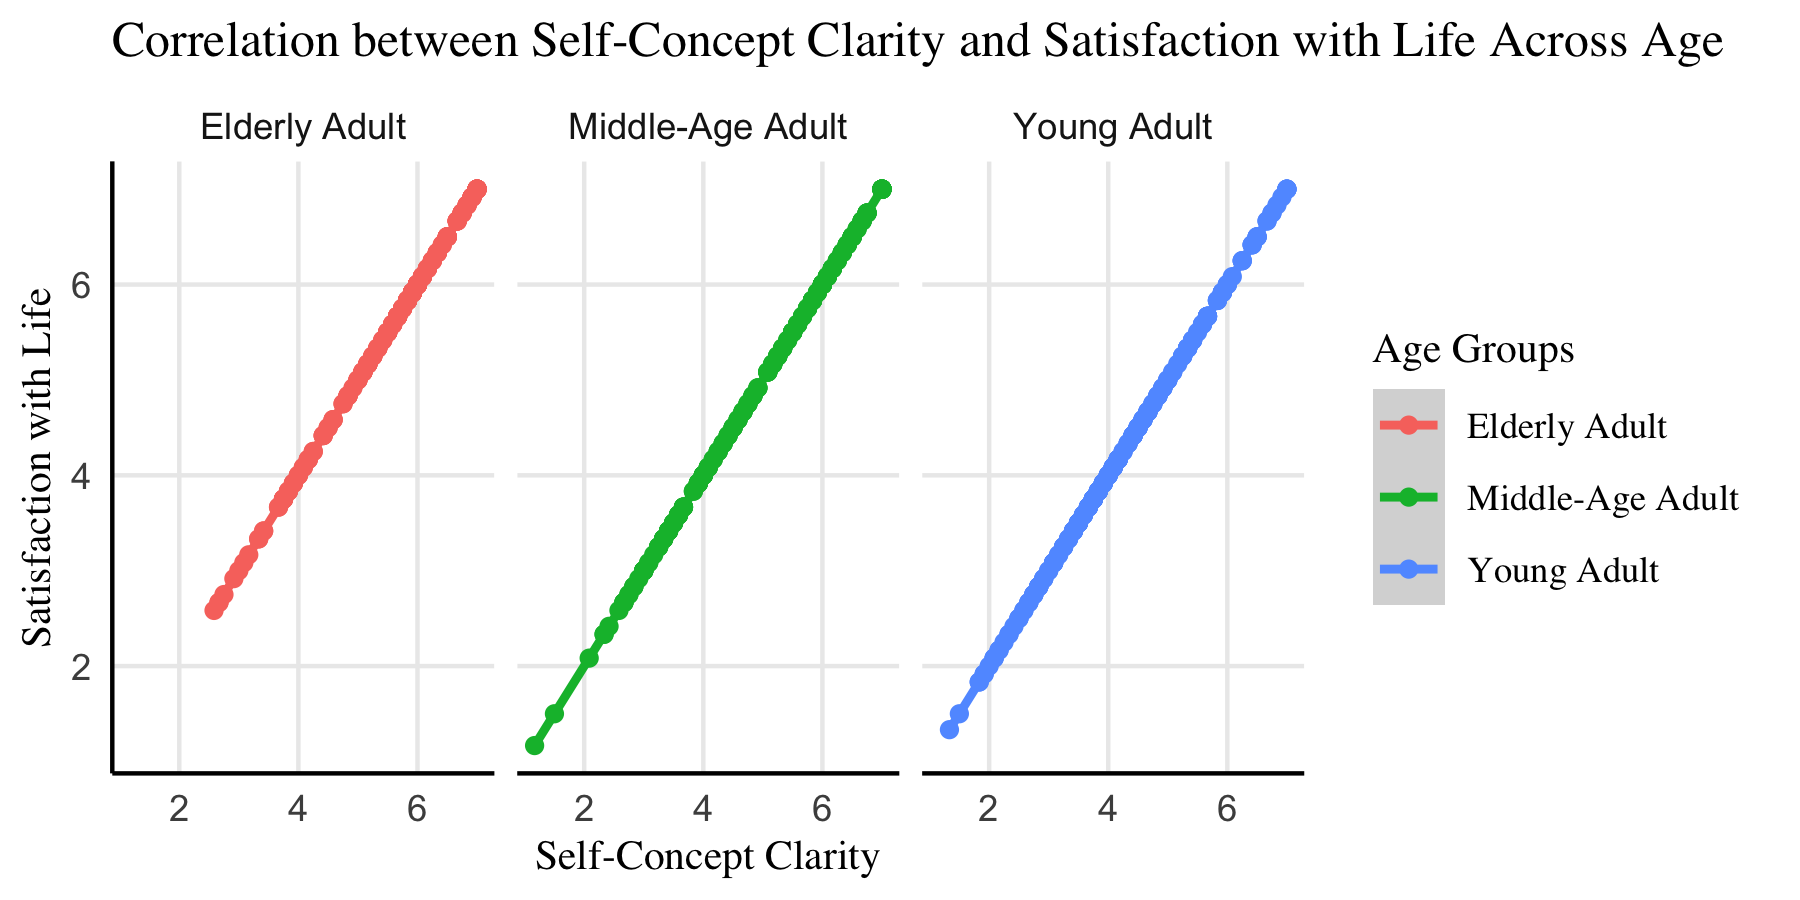 Correlation between Self-Concept Clarity and Satisfaction with Life Across Age
Elderly Adult
Middle-Age Adult
Young Adult
Satisfaction with Life
6
4
2
2 4 6
2 4 6
2 4 6
Self-Concept Clarity
Age Groups
Elderly Adult
Middle-Age Adult
Young Adult